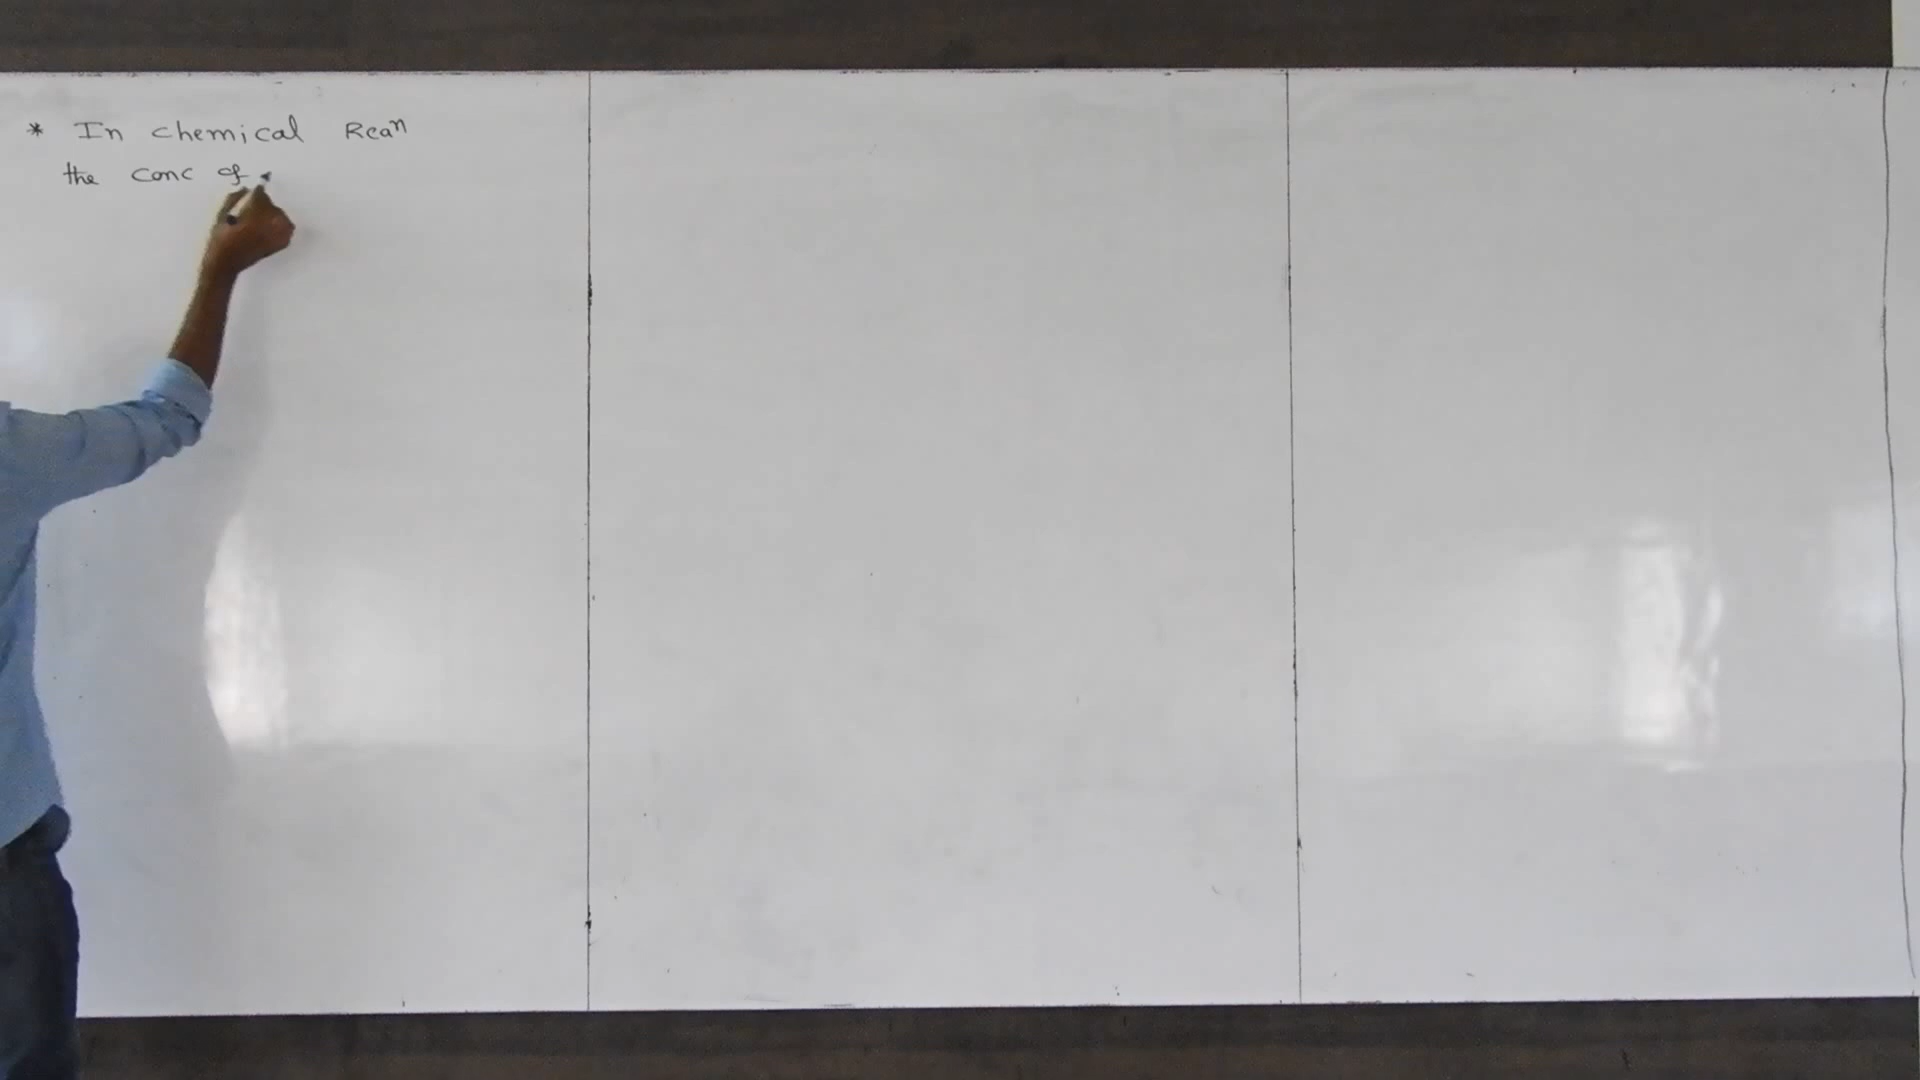 * In chemical Reaⁿ
the conc of